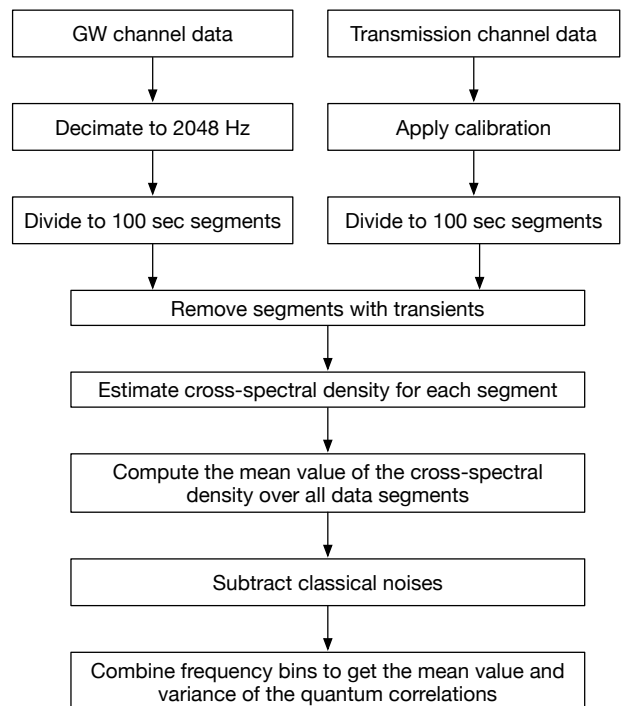 GW channel data
Transmission channel data
Decimate to 2048 Hz
Apply calibration
Divide to 100 sec segments
Divide to 100 sec segments
Remove segments with transients
Estimate cross-spectral density for each segment
Compute the mean value of the cross-spectral
density over all data segments
Subtract classical noises
Combine frequency bins to get the mean value and
variance of the quantum correlations